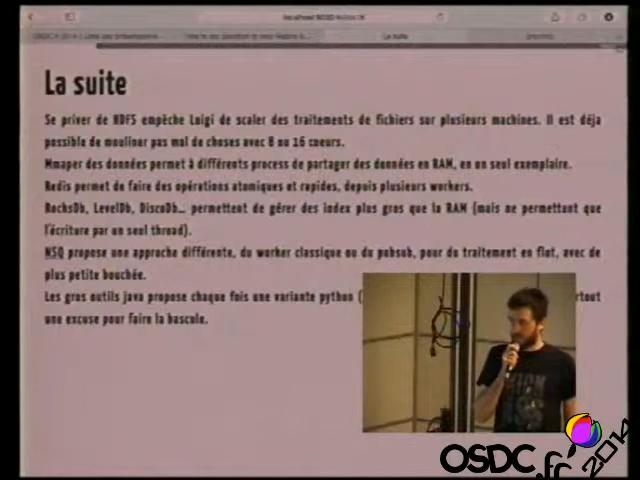 La suite
Se priver de HDFS empêche Luigi de scaler des traitements de fichiers sur plusieurs machines. Il est déja
possible de mouliner pas mal de choses avec 8 ou 16 coeurs.
Mmaper des données permet à différents process de partager des données en RAM, en un seul exemplaire.
Redis permet de faire des opérations atomiques et rapides, depuis plusieurs workers.
RocksDb, LevelDb, DiscoDb... permettent de gérer des index plus gros que la RAM (mais ne permettant que
l'écriture par un seul thread).
NSQ propose une approche différente, du worker classique ou du pubsub, pour du traitement en flot, avec de
plus petite bouchée.
Les gros outils java propose chaque fois une variante python (
une excuse pour faire la bascule.
OSDC.fr 2014